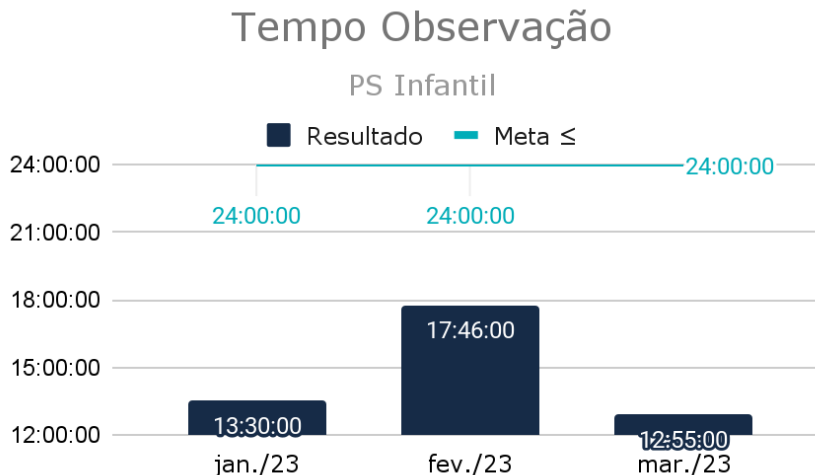 Tempo Observação
PS Infantil
Resultado
Meta ≤
24:00:00
24:00:00
24:00:00
24:00:00
21:00:00
18:00:00
17:46:00
15:00:00
13:30:00
12:55:00
12:00:00
jan./23
fev./23
mar./23